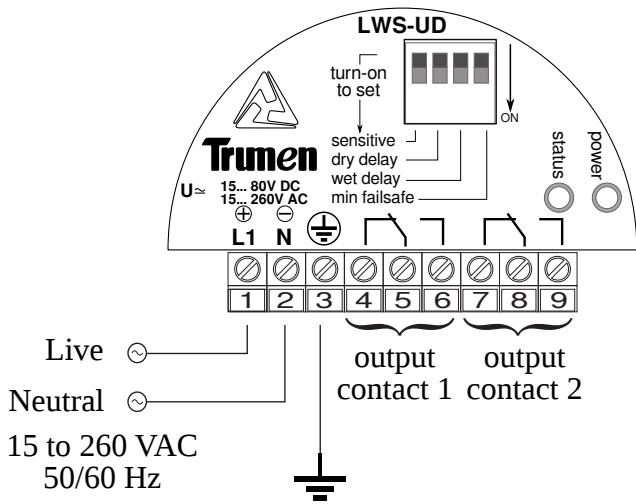 LWS-UD
turn-on
to set
ON
sensitive
dry delay
wet delay
min failsafe
status
power
Trumen
U≃ 15... 80V DC
15... 260V AC
L1 N
1 2 3 4 5 6 7 8 9
Live
Neutral
15 to 260 VAC
50/60 Hz
output
contact 1
output
contact 2